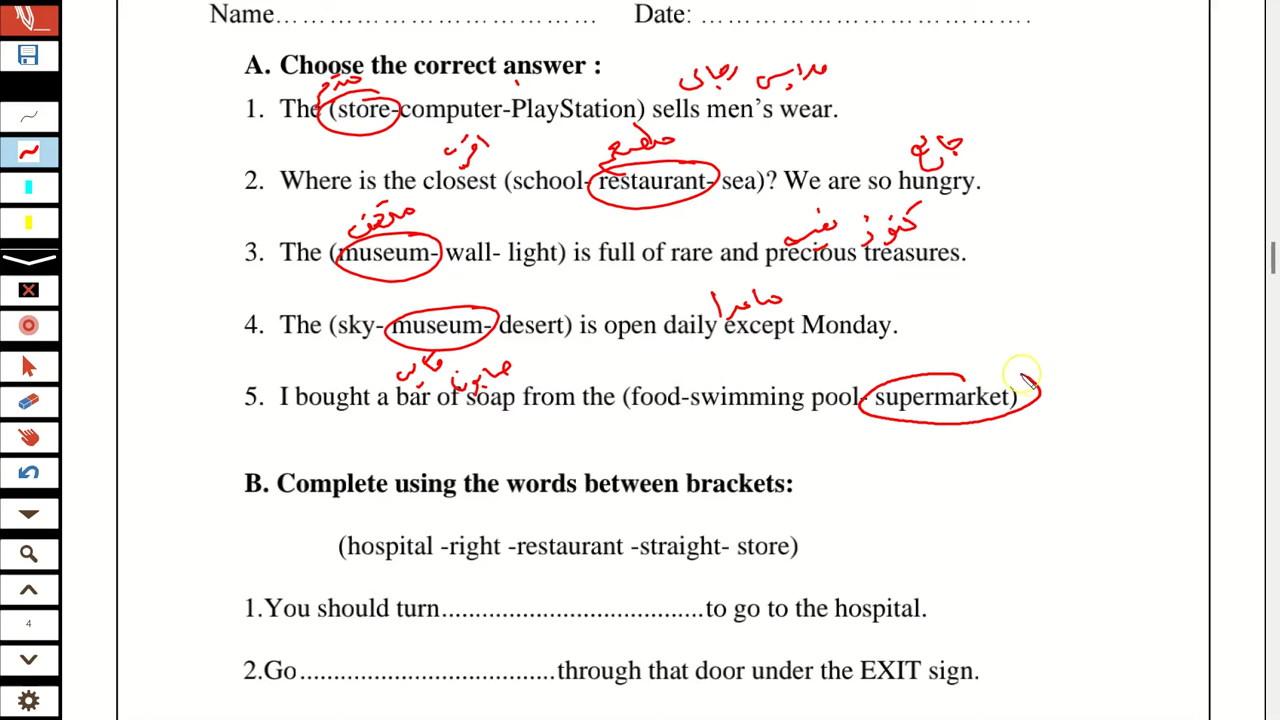 Name…………………………………… Date: …………………………………….
A. Choose the correct answer :
متجر رجالى ملابس
1. The (store-computer-PlayStation) sells men's wear.
اقرب مطعم جائع
2. Where is the closest (school- restaurant- sea)? We are so hungry.
متحف نفيسه كنوز
3. The (museum- wall- light) is full of rare and precious treasures.
ماعدا
4. The (sky- museum- desert) is open daily except Monday.
صابون
5. I bought a bar of soap from the (food-swimming pool- supermarket)
B. Complete using the words between brackets:
(hospital -right -restaurant -straight- store)
1.You should turn.......................................to go to the hospital.
2.Go......................................through that door under the EXIT sign.
4